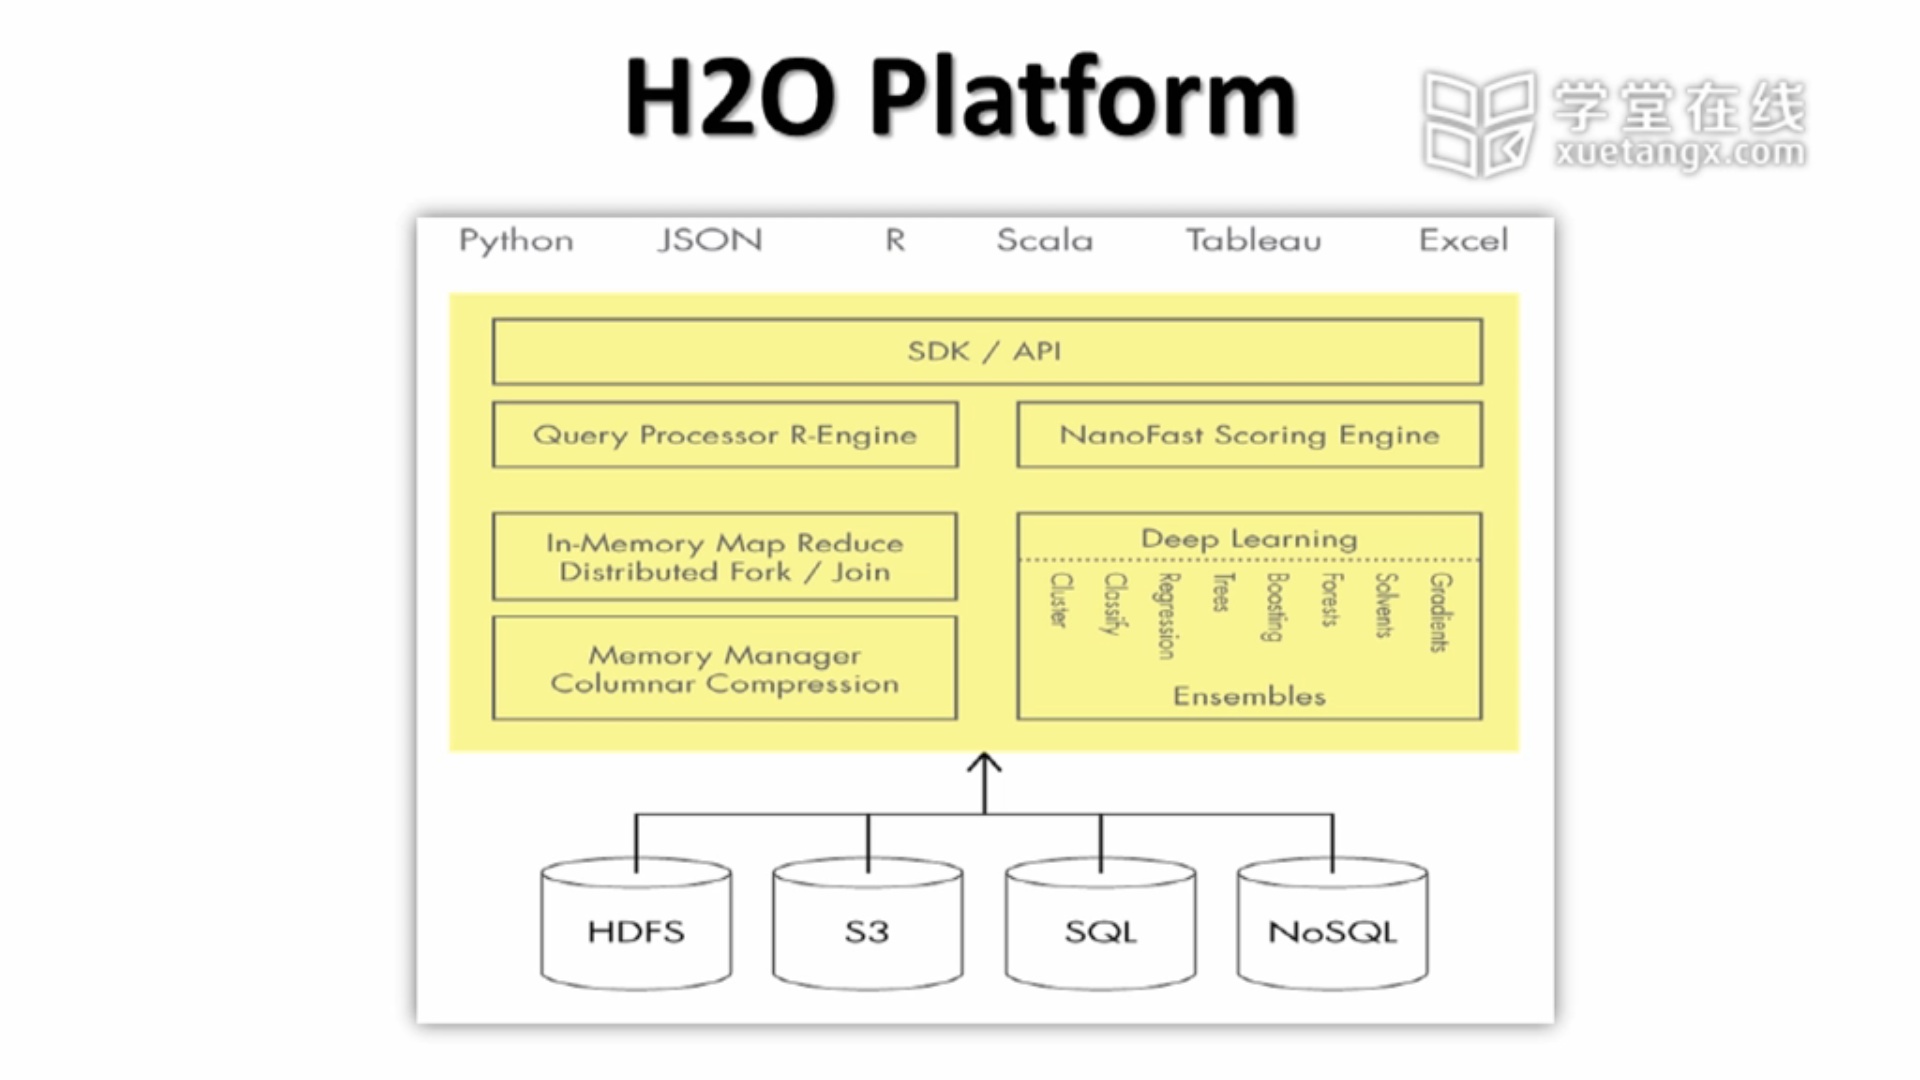 H2O Platform
学堂在线
xuetangx.com
Python JSON R Scala Tableau Excel
SDK / API
Query Processor R-Engine
NanoFast Scoring Engine
In-Memory Map Reduce
Distributed Fork / Join
Memory Manager
Columnar Compression
Deep Learning
Cluster
Classify
Regression
Trees
Boosting
Forests
Solvents
Gradients
Ensembles
HDFS S3 SQL NoSQL